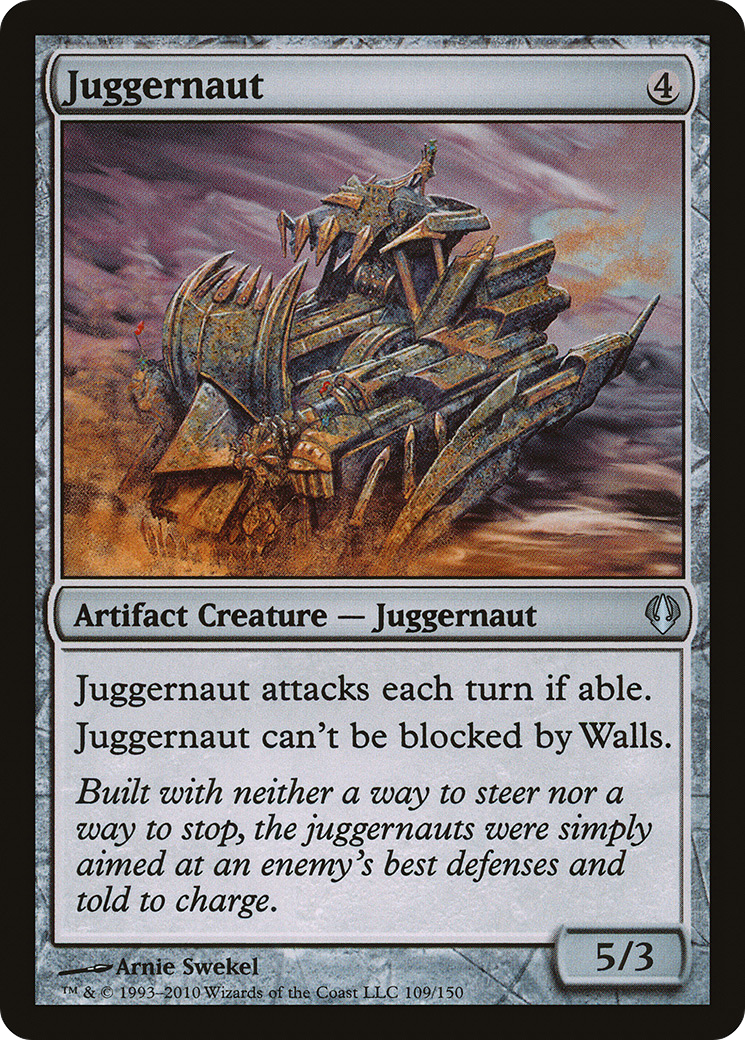 Juggernaut 4
Artifact Creature — Juggernaut
Juggernaut attacks each turn if able.
Juggernaut can't be blocked by Walls.
Built with neither a way to steer nor a
way to stop, the juggernauts were simply
aimed at an enemy's best defenses and
told to charge.
5/3
Arnie Swekel
™ & © 1993–2010 Wizards of the Coast LLC 109/150